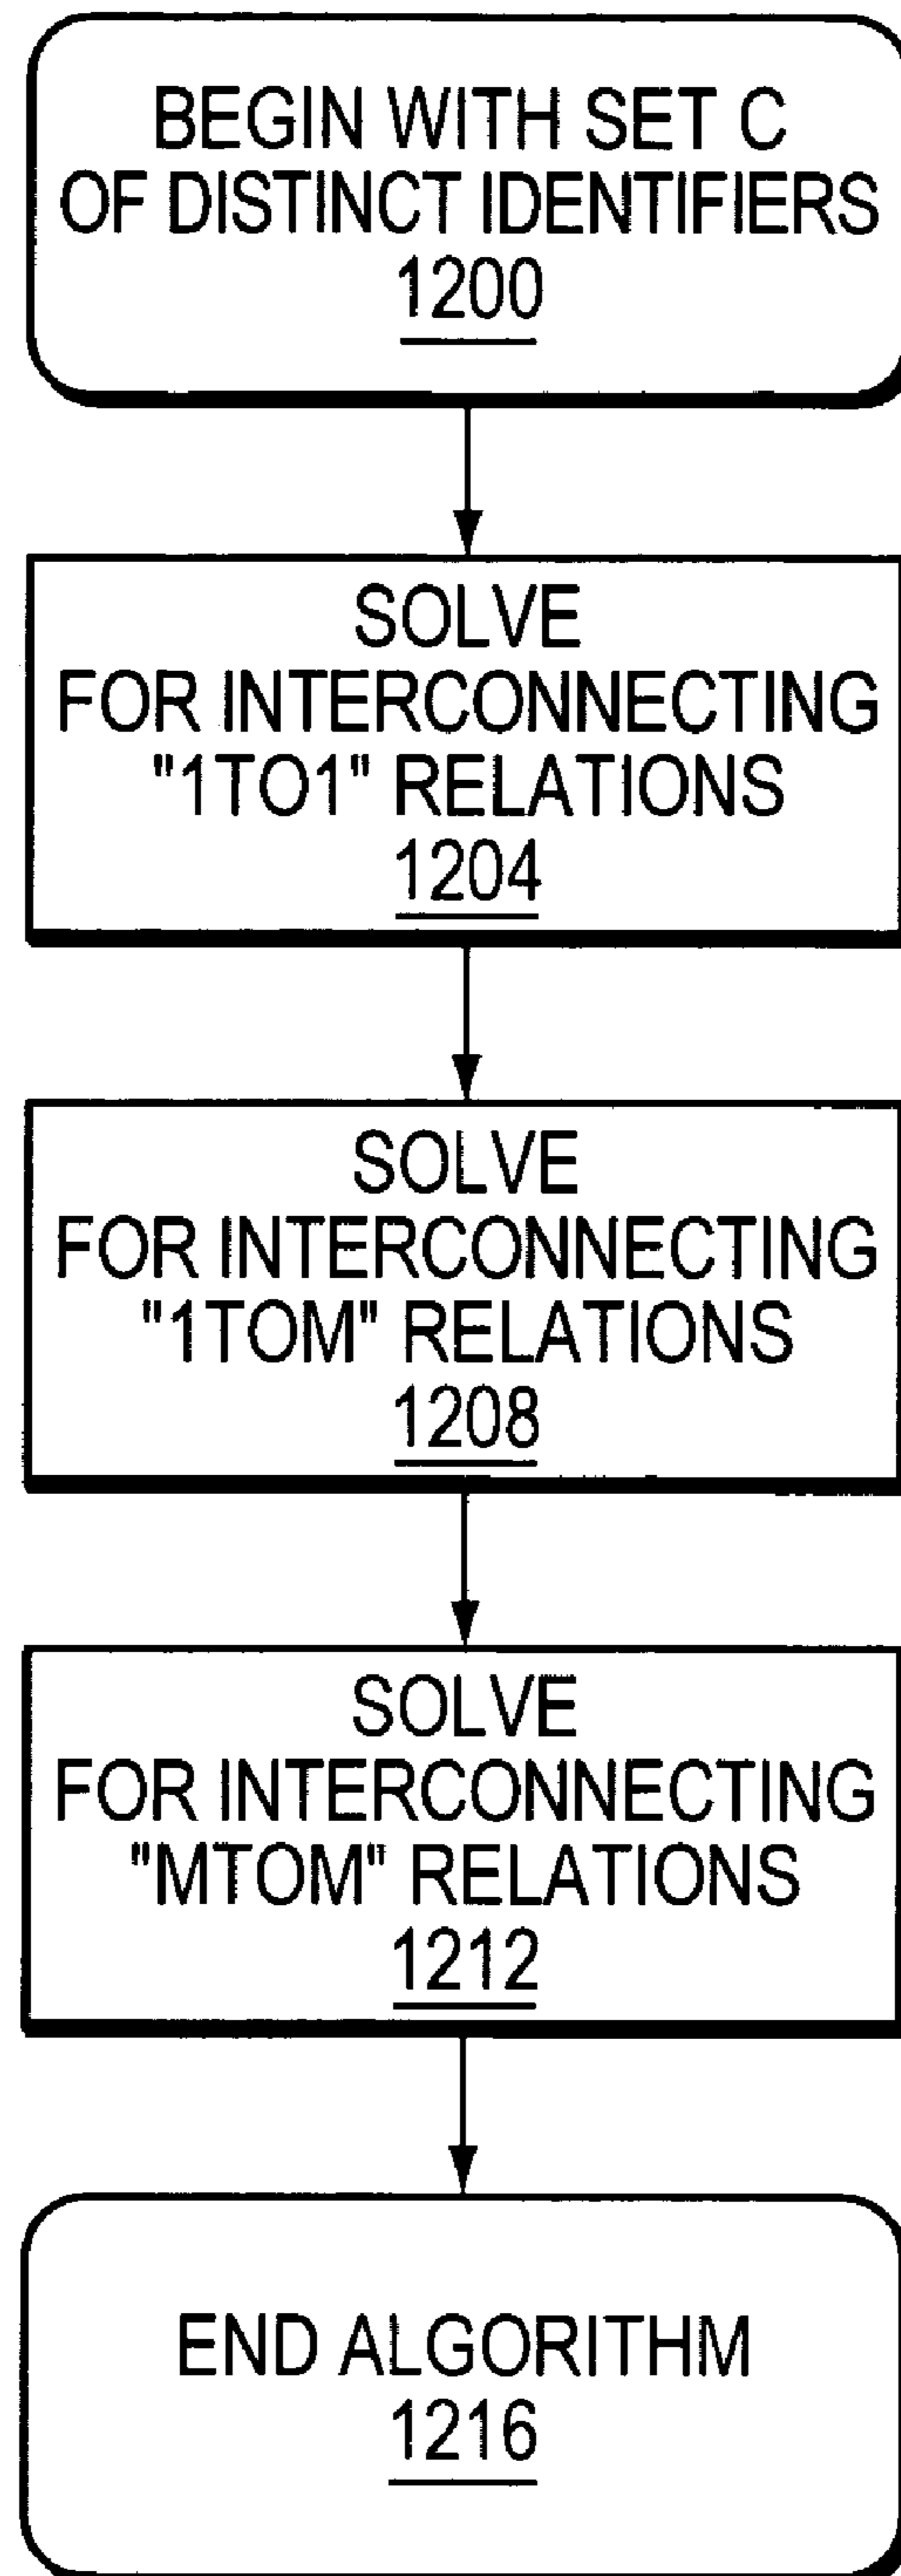 BEGIN WITH SET C
OF DISTINCT IDENTIFIERS
1200
SOLVE
FOR INTERCONNECTING
"1TO1" RELATIONS
1204
SOLVE
FOR INTERCONNECTING
"1TOM" RELATIONS
1208
SOLVE
FOR INTERCONNECTING
"MTOM" RELATIONS
1212
END ALGORITHM
1216